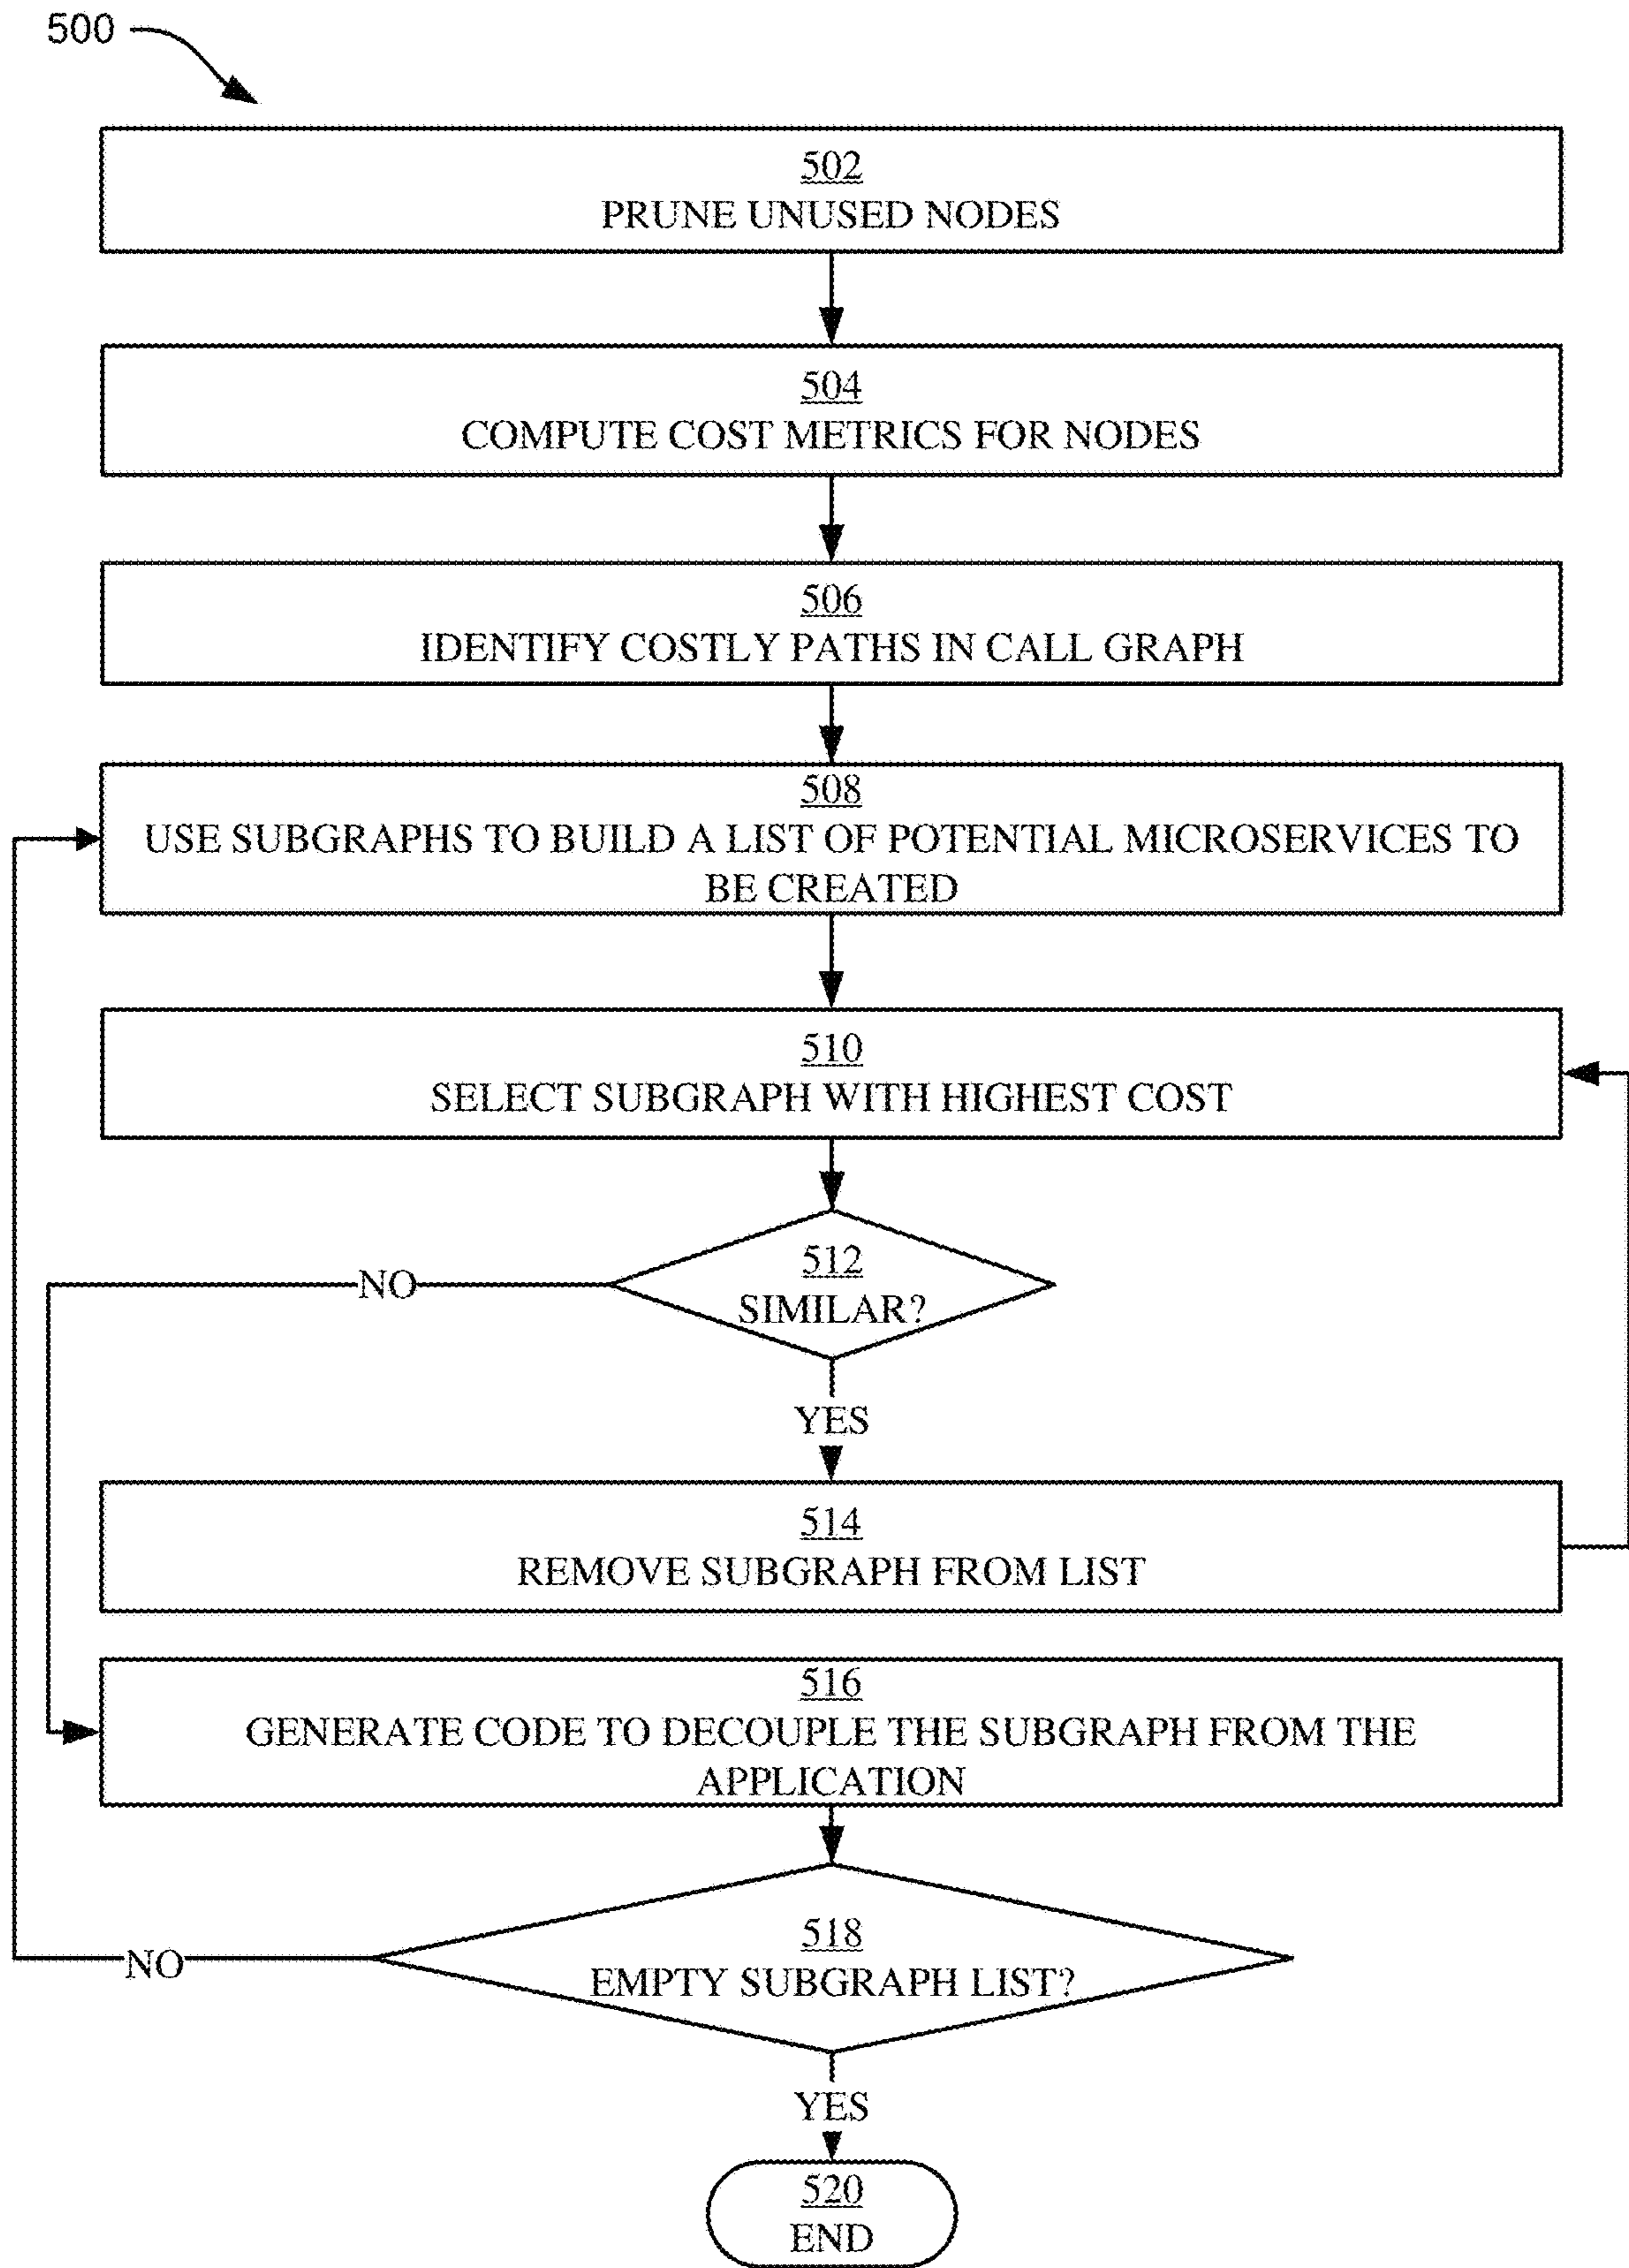 500
502
PRUNE UNUSED NODES
504
COMPUTE COST METRICS FOR NODES
506
IDENTIFY COSTLY PATHS IN CALL GRAPH
508
USE SUBGRAPHS TO BUILD A LIST OF POTENTIAL MICROSERVICES TO
BE CREATED
510
SELECT SUBGRAPH WITH HIGHEST COST
512
SIMILAR?
NO
YES
514
REMOVE SUBGRAPH FROM LIST
516
GENERATE CODE TO DECOUPLE THE SUBGRAPH FROM THE
APPLICATION
518
EMPTY SUBGRAPH LIST?
NO
YES
520
END